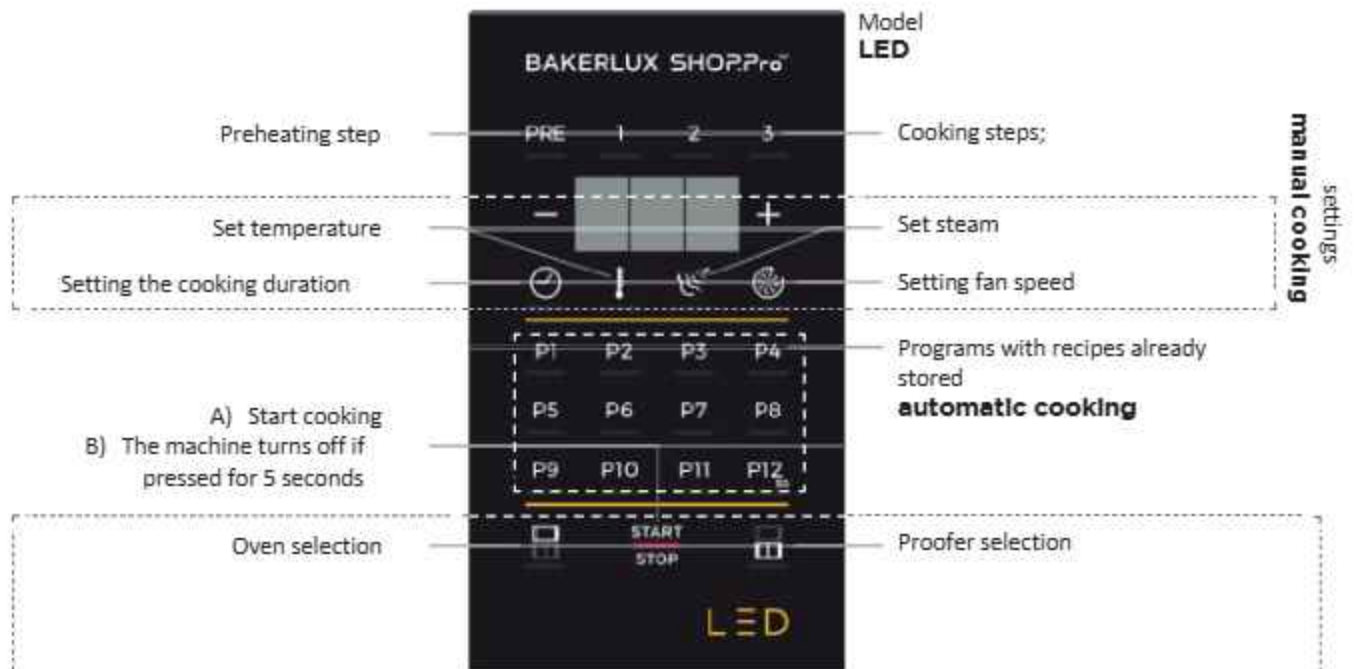 Model
LED
BAKERLUX SHOP.Pro™
Preheating step
PRE 1 2 3
Cooking steps;
manual cooking
settings
Set temperature
− +
Set steam
Setting the cooking duration
Setting fan speed
P1 P2 P3 P4
Programs with recipes already
stored
automatic cooking
P5 P6 P7 P8
A) Start cooking
B) The machine turns off if
pressed for 5 seconds
P9 P10 P11 P12
Oven selection
START
STOP
Proofer selection
LED